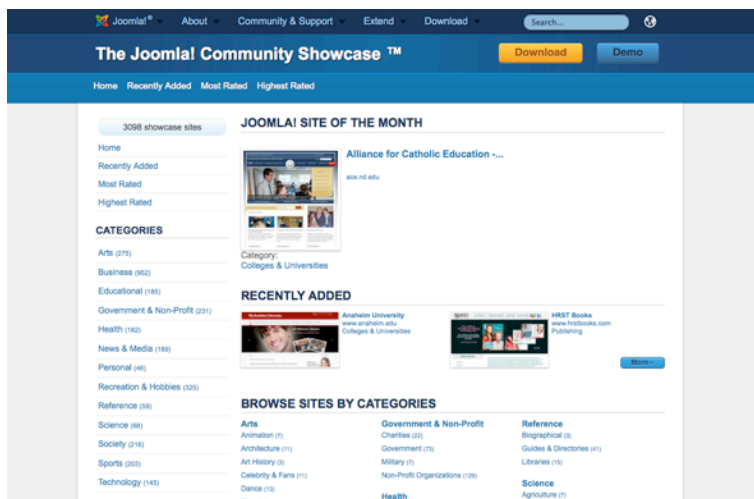 Joomla!® About Community & Support Extend Download Search...
The Joomla! Community Showcase ™ Download Demo
Home Recently Added Most Rated Highest Rated
3098 showcase sites
Home
Recently Added
Most Rated
Highest Rated
CATEGORIES
Arts (275)
Business (952)
Educational (185)
Government & Non-Profit (231)
Health (162)
News & Media (189)
Personal (46)
Recreation & Hobbies (325)
Reference (59)
Science (68)
Society (216)
Sports (203)
Technology (145)
JOOMLA! SITE OF THE MONTH
Alliance for Catholic Education -...
ace.nd.edu
Category:
Colleges & Universities
RECENTLY ADDED
Anaheim University
www.anaheim.edu
Colleges & Universities
HRST Books
www.hrstbooks.com
Publishing
More
BROWSE SITES BY CATEGORIES
Arts
Animation (7)
Architecture (11)
Art History (3)
Celebrity & Fans (11)
Dance (13)
Government & Non-Profit
Charities (22)
Government (73)
Military (7)
Non-Profit Organizations (129)
Health
Reference
Biographical (3)
Guides & Directories (41)
Libraries (15)
Science
Agriculture (7)